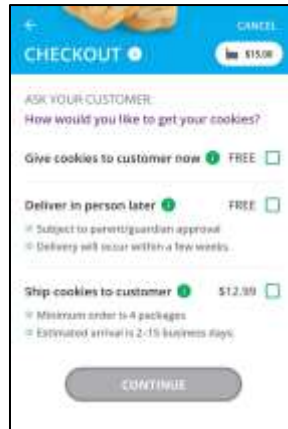 CANCEL
CHECKOUT
$15.00
ASK YOUR CUSTOMER:
How would you like to get your cookies?
Give cookies to customer now FREE
Deliver in person later FREE
Subject to parent/guardian approval
Delivery will occur within a few weeks.
Ship cookies to customer $12.99
Minimum order is 4 packages
Estimated arrival is 2-15 business days.
CONTINUE